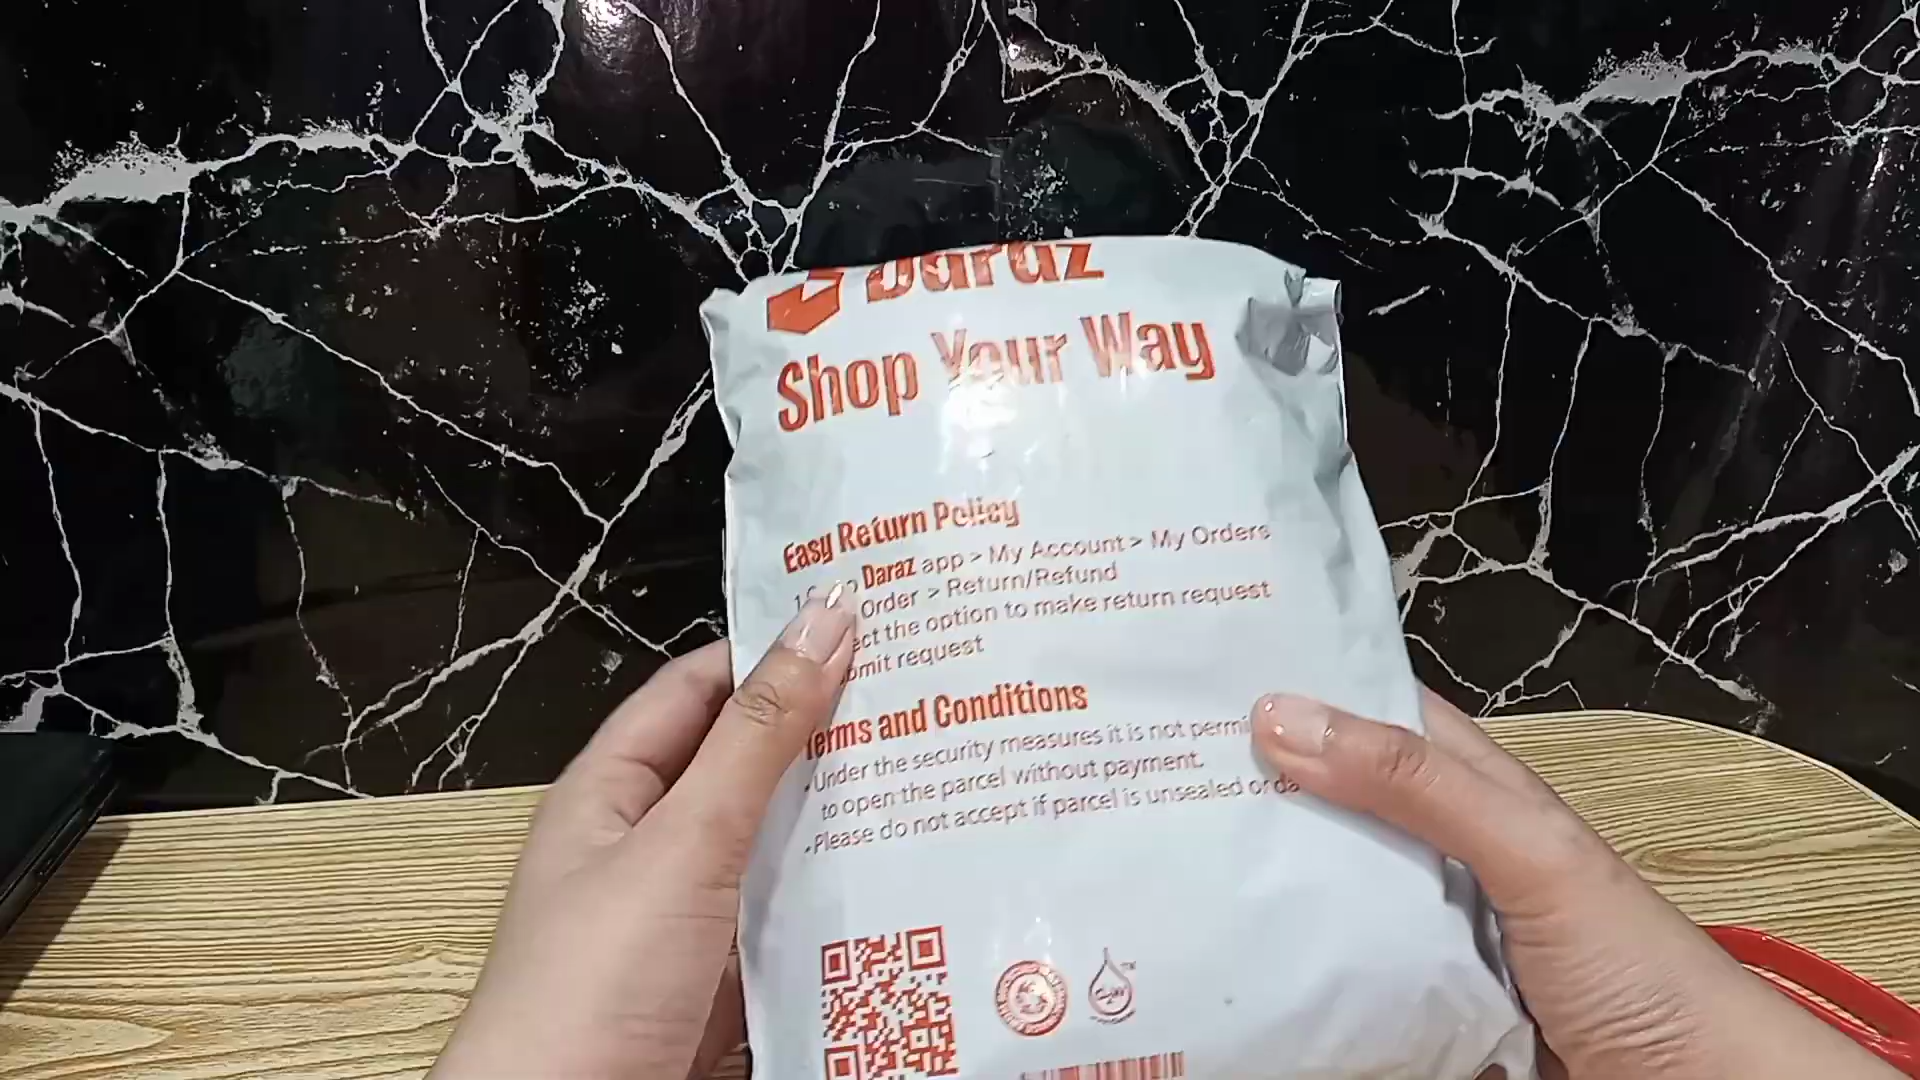 Daraz
Shop Your Way
Easy Return Policy
Daraz app > My Account > My Orders
Order > Return/Refund
the option to make return request
request
Terms and Conditions
• Under the security measures it is not
to open the parcel without payment.
• Please do not accept if parcel is unsealed or